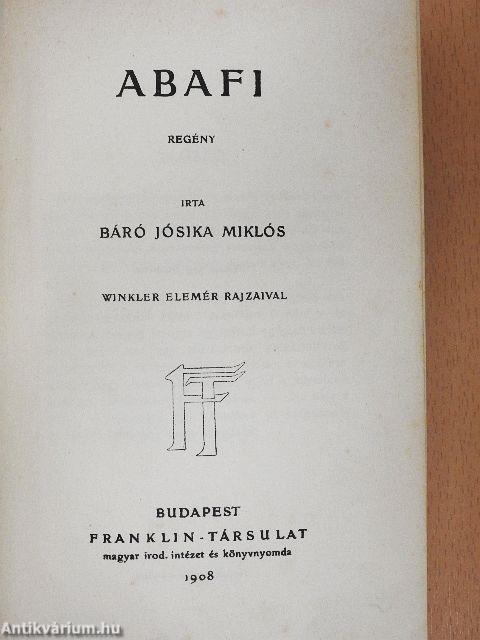 ABAFI
REGÉNY
IRTA
BÁRÓ JÓSIKA MIKLÓS
WINKLER ELEMÉR RAJZAIVAL
FT
BUDAPEST
FRANKLIN-TÁRSULAT
magyar irod. intézet és könyvnyomda
1908
Antikvárium.hu